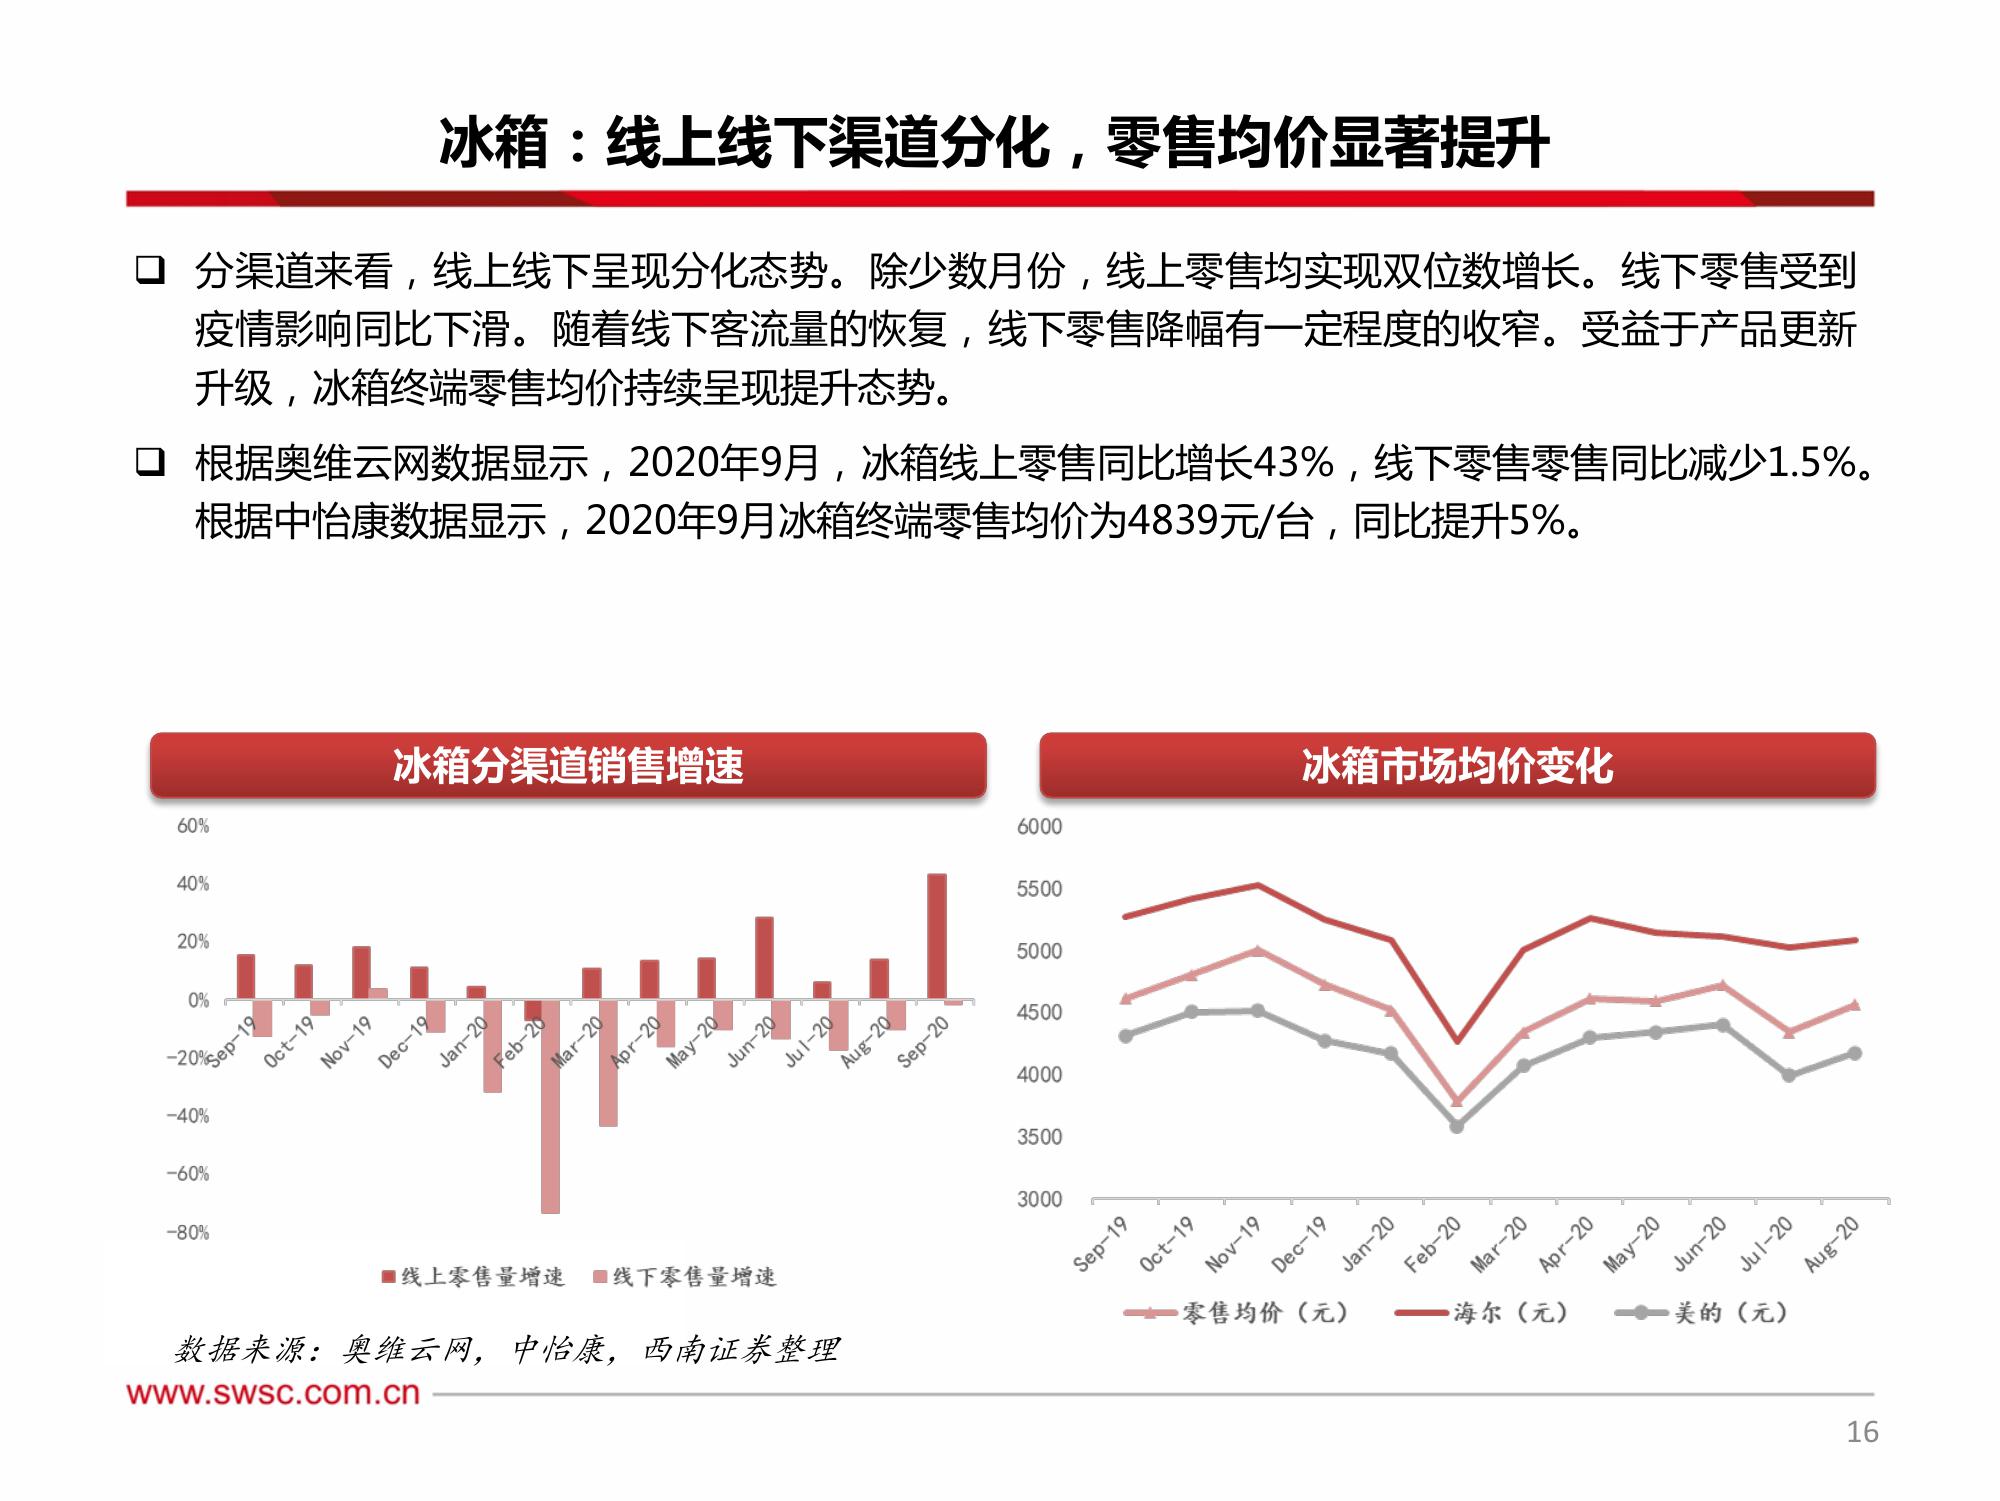 冰箱：线上线下渠道分化，零售均价显著提升
❑ 分渠道来看，线上线下呈现分化态势。除少数月份，线上零售均实现双位数增长。线下零售受到
疫情影响同比下滑。随着线下客流量的恢复，线下零售降幅有一定程度的收窄。受益于产品更新
升级，冰箱终端零售均价持续呈现提升态势。
❑ 根据奥维云网数据显示，2020年9月，冰箱线上零售同比增长43%，线下零售零售同比减少1.5%。
根据中怡康数据显示，2020年9月冰箱终端零售均价为4839元/台，同比提升5%。
冰箱分渠道销售增速
60%
40%
20%
0%
-20%
-40%
-60%
-80%
Sep-19 Oct-19 Nov-19 Dec-19 Jan-20 Feb-20 Mar-20 Apr-20 May-20 Jun-20 Jul-20 Aug-20 Sep-20
线上零售量增速 线下零售量增速
冰箱市场均价变化
6000
5500
5000
4500
4000
3500
3000
Sep-19 Oct-19 Nov-19 Dec-19 Jan-20 Feb-20 Mar-20 Apr-20 May-20 Jun-20 Jul-20 Aug-20
零售均价（元） 海尔（元） 美的（元）
数据来源：奥维云网，中怡康，西南证券整理
www.swsc.com.cn
16